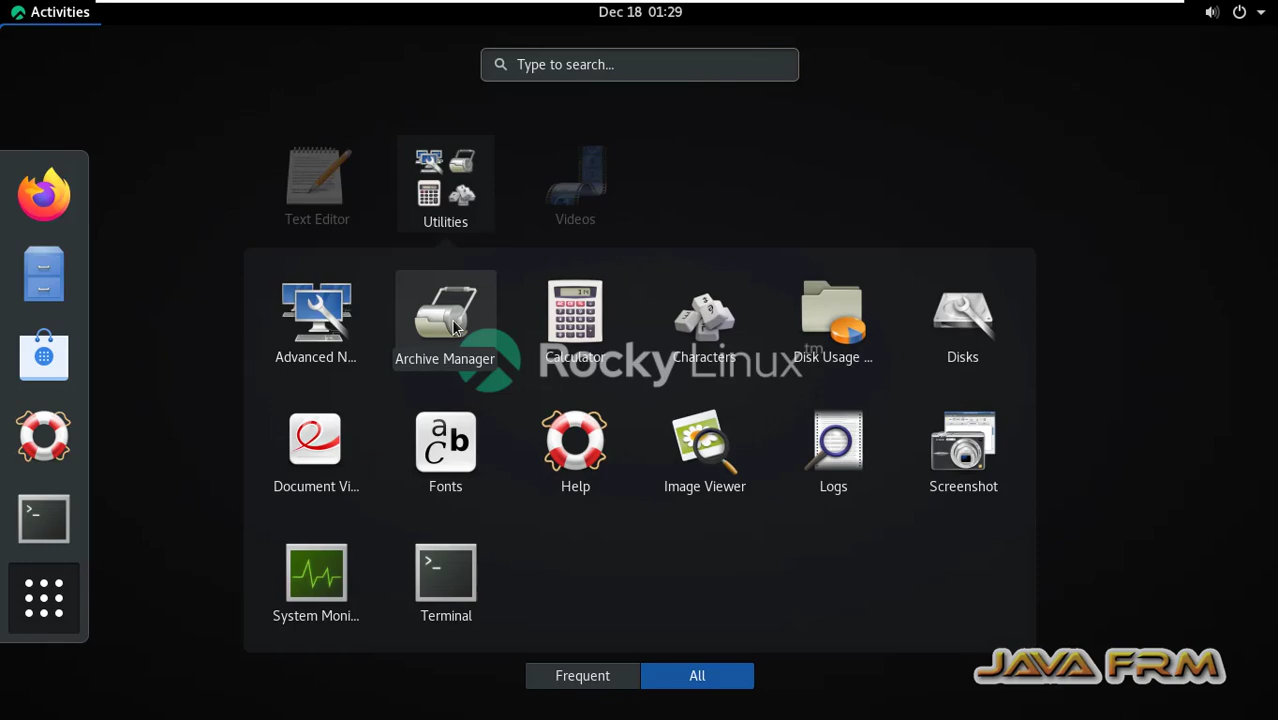 Activities
Dec 18 01:29
Type to search...
Text Editor
Utilities
Videos
Advanced N...
Archive Manager
Calculator
Characters
Disk Usage ...
Disks
Rocky Linux™
Document Vi...
Fonts
Help
Image Viewer
Logs
Screenshot
System Moni...
Terminal
Frequent
All
JAVA FRM